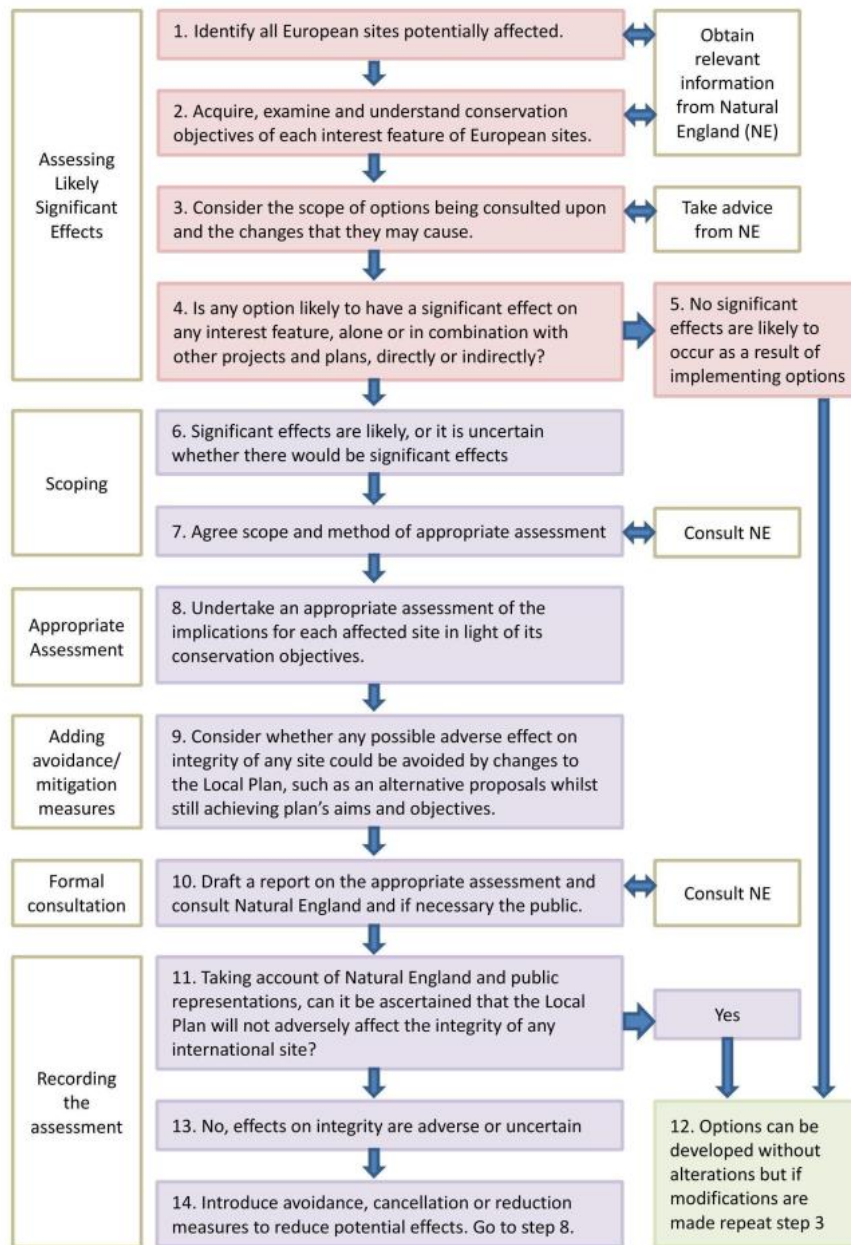 1. Identify all European sites potentially affected.
Obtain
relevant
information
from Natural
England (NE)
2. Acquire, examine and understand conservation
objectives of each interest feature of European sites.
Assessing
Likely
Significant
Effects
3. Consider the scope of options being consulted upon
and the changes that they may cause.
Take advice
from NE
4. Is any option likely to have a significant effect on
any interest feature, alone or in combination with
other projects and plans, directly or indirectly?
5. No significant
effects are likely to
occur as a result of
implementing options
Scoping
6. Significant effects are likely, or it is uncertain
whether there would be significant effects
7. Agree scope and method of appropriate assessment
Consult NE
Appropriate
Assessment
8. Undertake an appropriate assessment of the
implications for each affected site in light of its
conservation objectives.
Adding
avoidance/
mitigation
measures
9. Consider whether any possible adverse effect on
integrity of any site could be avoided by changes to
the Local Plan, such as an alternative proposals whilst
still achieving plan’s aims and objectives.
Formal
consultation
10. Draft a report on the appropriate assessment and
consult Natural England and if necessary the public.
Consult NE
Recording
the
assessment
11. Taking account of Natural England and public
representations, can it be ascertained that the Local
Plan will not adversely affect the integrity of any
international site?
Yes
13. No, effects on integrity are adverse or uncertain
12. Options can be
developed without
alterations but if
modifications are
made repeat step 3
14. Introduce avoidance, cancellation or reduction
measures to reduce potential effects. Go to step 8.